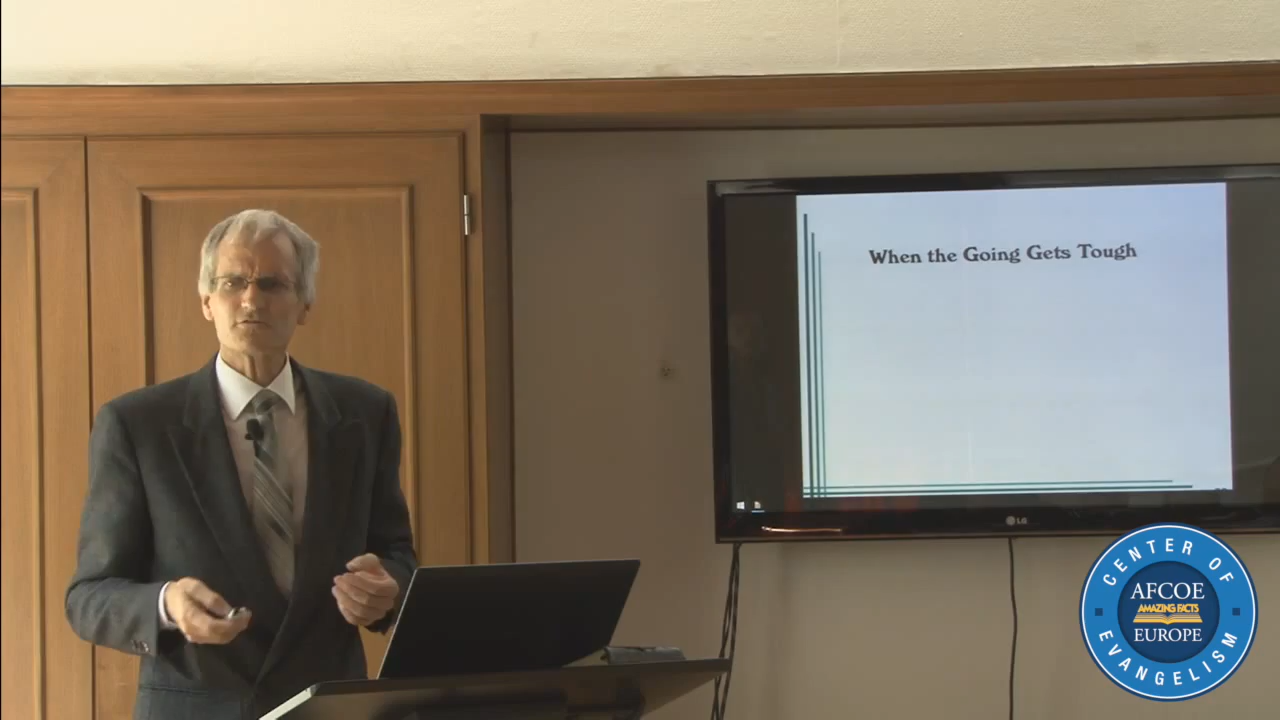 When the Going Gets Tough
LG
CENTER OF
AFCOE
AMAZING FACTS
EUROPE
EVANGELISM